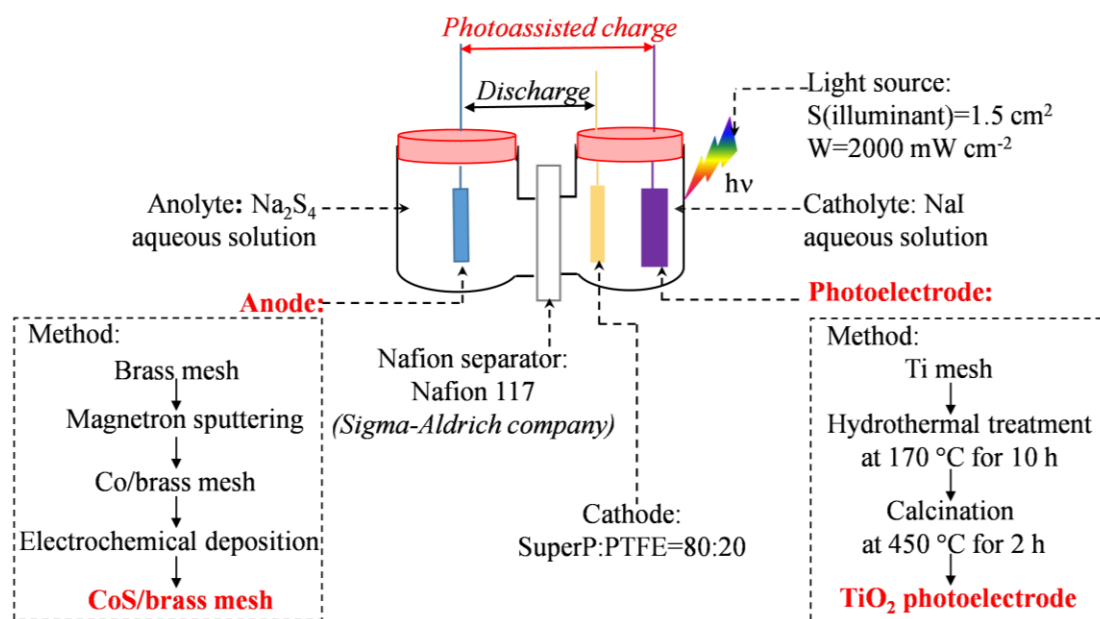 Photoassisted charge
Discharge
Light source:
S(illuminant)=1.5 cm²
W=2000 mW cm⁻²
hν
Anolyte: Na₂S₄
aqueous solution
Catholyte: NaI
aqueous solution
Anode:
Photoelectrode:
Method:
Brass mesh
Magnetron sputtering
Co/brass mesh
Electrochemical deposition
CoS/brass mesh
Nafion separator:
Nafion 117
(Sigma-Aldrich company)
Cathode:
SuperP:PTFE=80:20
Method:
Ti mesh
Hydrothermal treatment
at 170 °C for 10 h
Calcination
at 450 °C for 2 h
TiO₂ photoelectrode